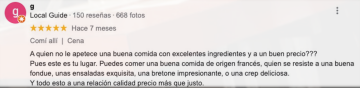 g
g
Local Guide · 150 reseñas · 668 fotos
Hace 7 meses
Comí allí | Cena
A quien no le apetece una buena comida con excelentes ingredientes y a un buen precio???
Pues este es tu lugar. Puedes comer una buena comida de origen francés, quien se resiste a una buena
fondue, unas ensaladas exquisita, una bretone impresionante, o una crep deliciosa.
Y todo esto a una relación calidad precio más que justo.